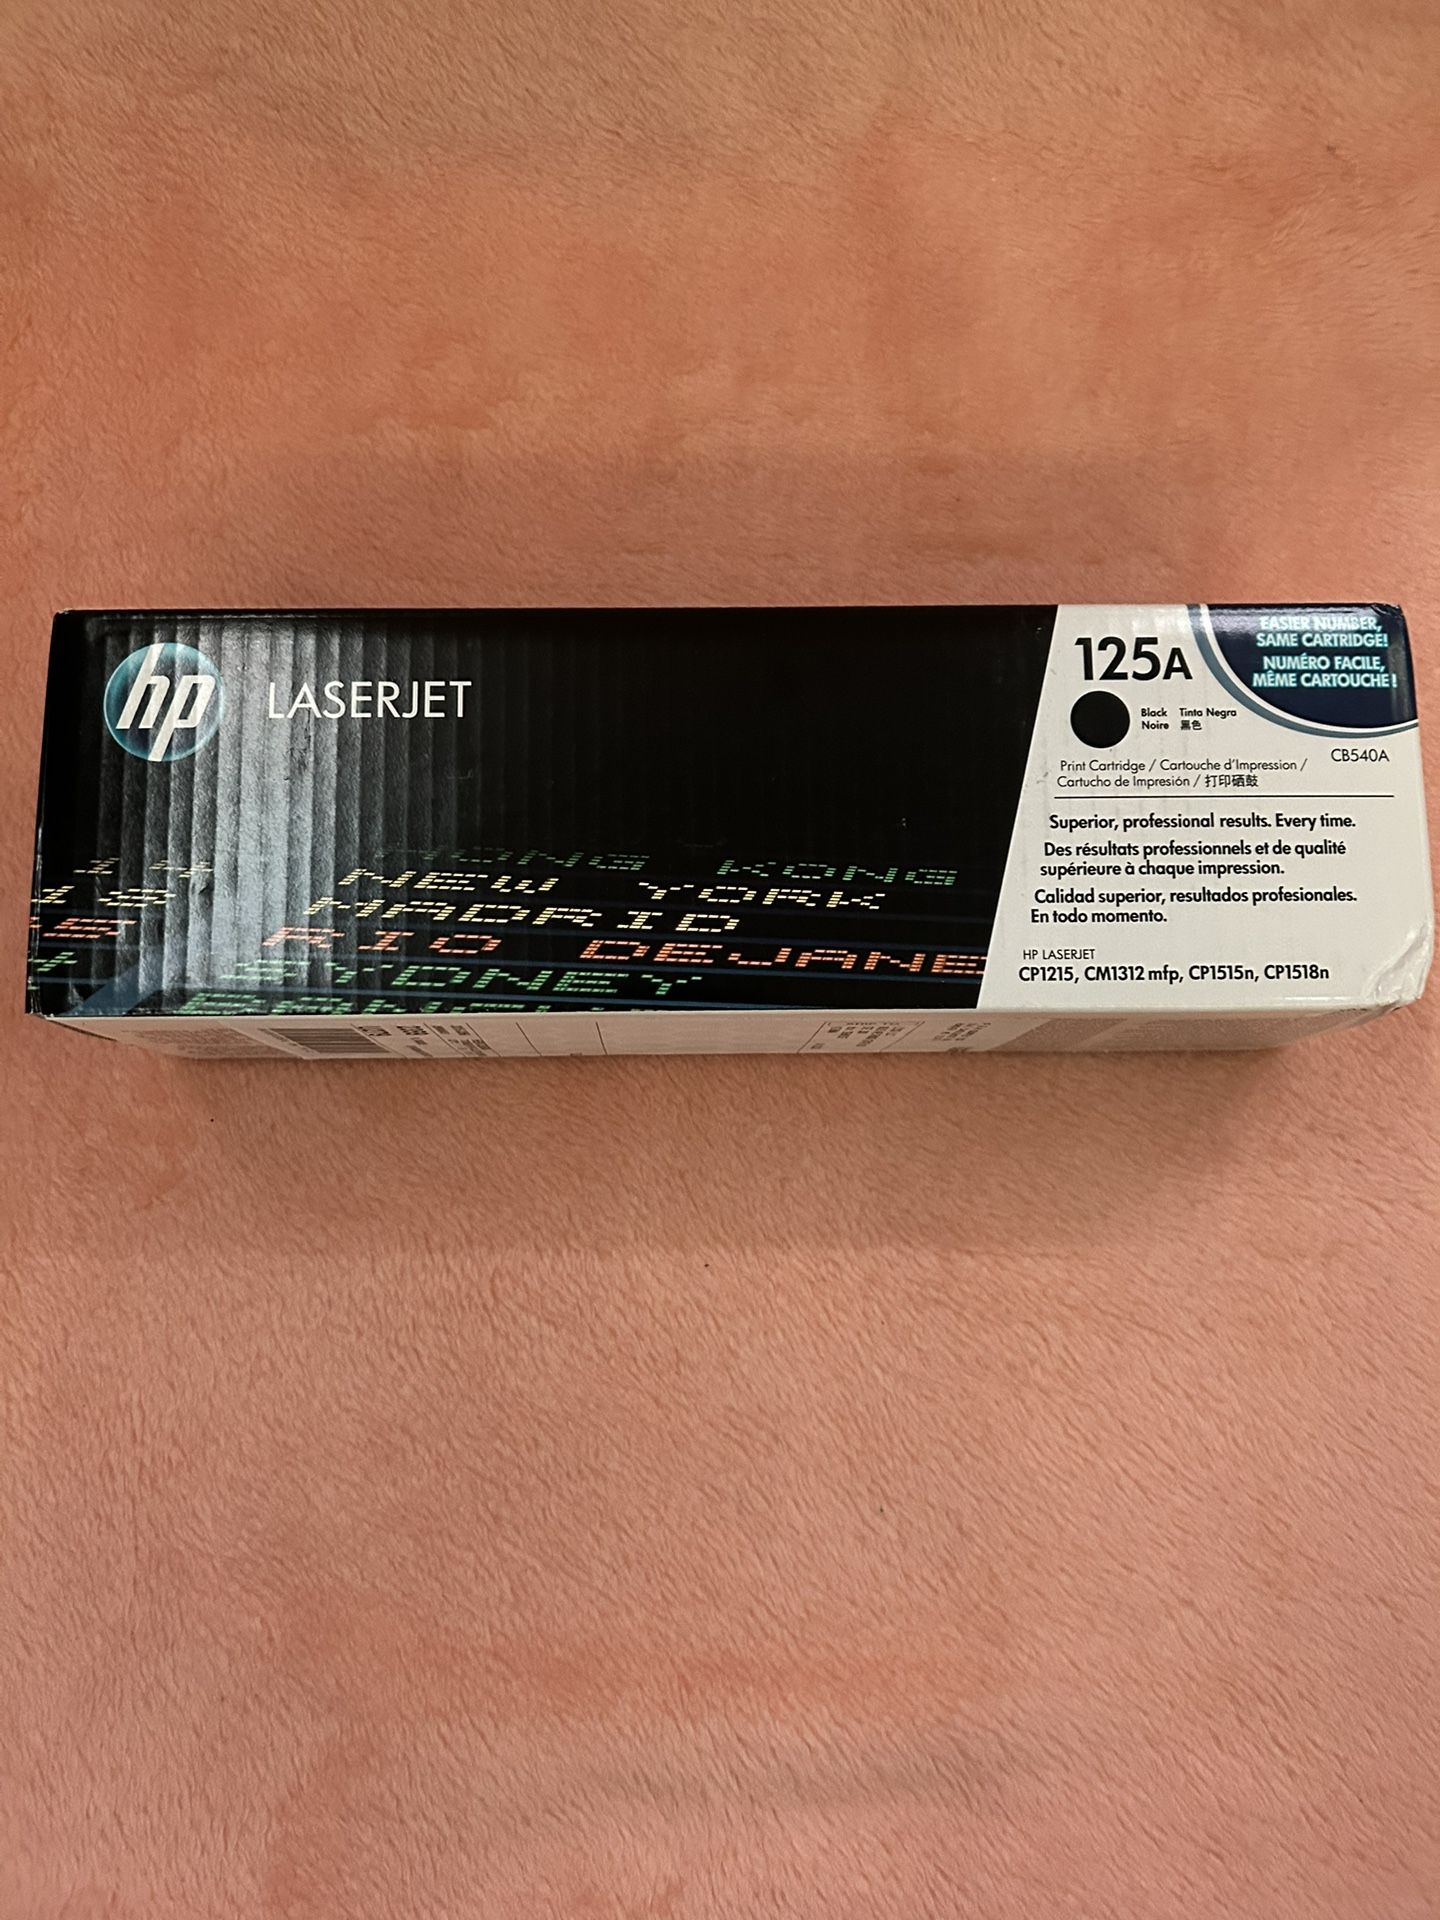 hp
LASERJET
HONG KONG
NEW YORK
MADRID
RIO DEJANE
SYDNEY
125A
EASIER NUMBER,
SAME CARTRIDGE!
NUMÉRO FACILE,
MÊME CARTOUCHE !
Black Tinta Negra
Noire 黑色
CB540A
Print Cartridge / Cartouche d'Impression /
Cartucho de Impresión / 打印硒鼓
Superior, professional results. Every time.
Des résultats professionnels et de qualité
supérieure à chaque impression.
Calidad superior, resultados profesionales.
En todo momento.
HP LASERJET
CP1215, CM1312 mfp, CP1515n, CP1518n